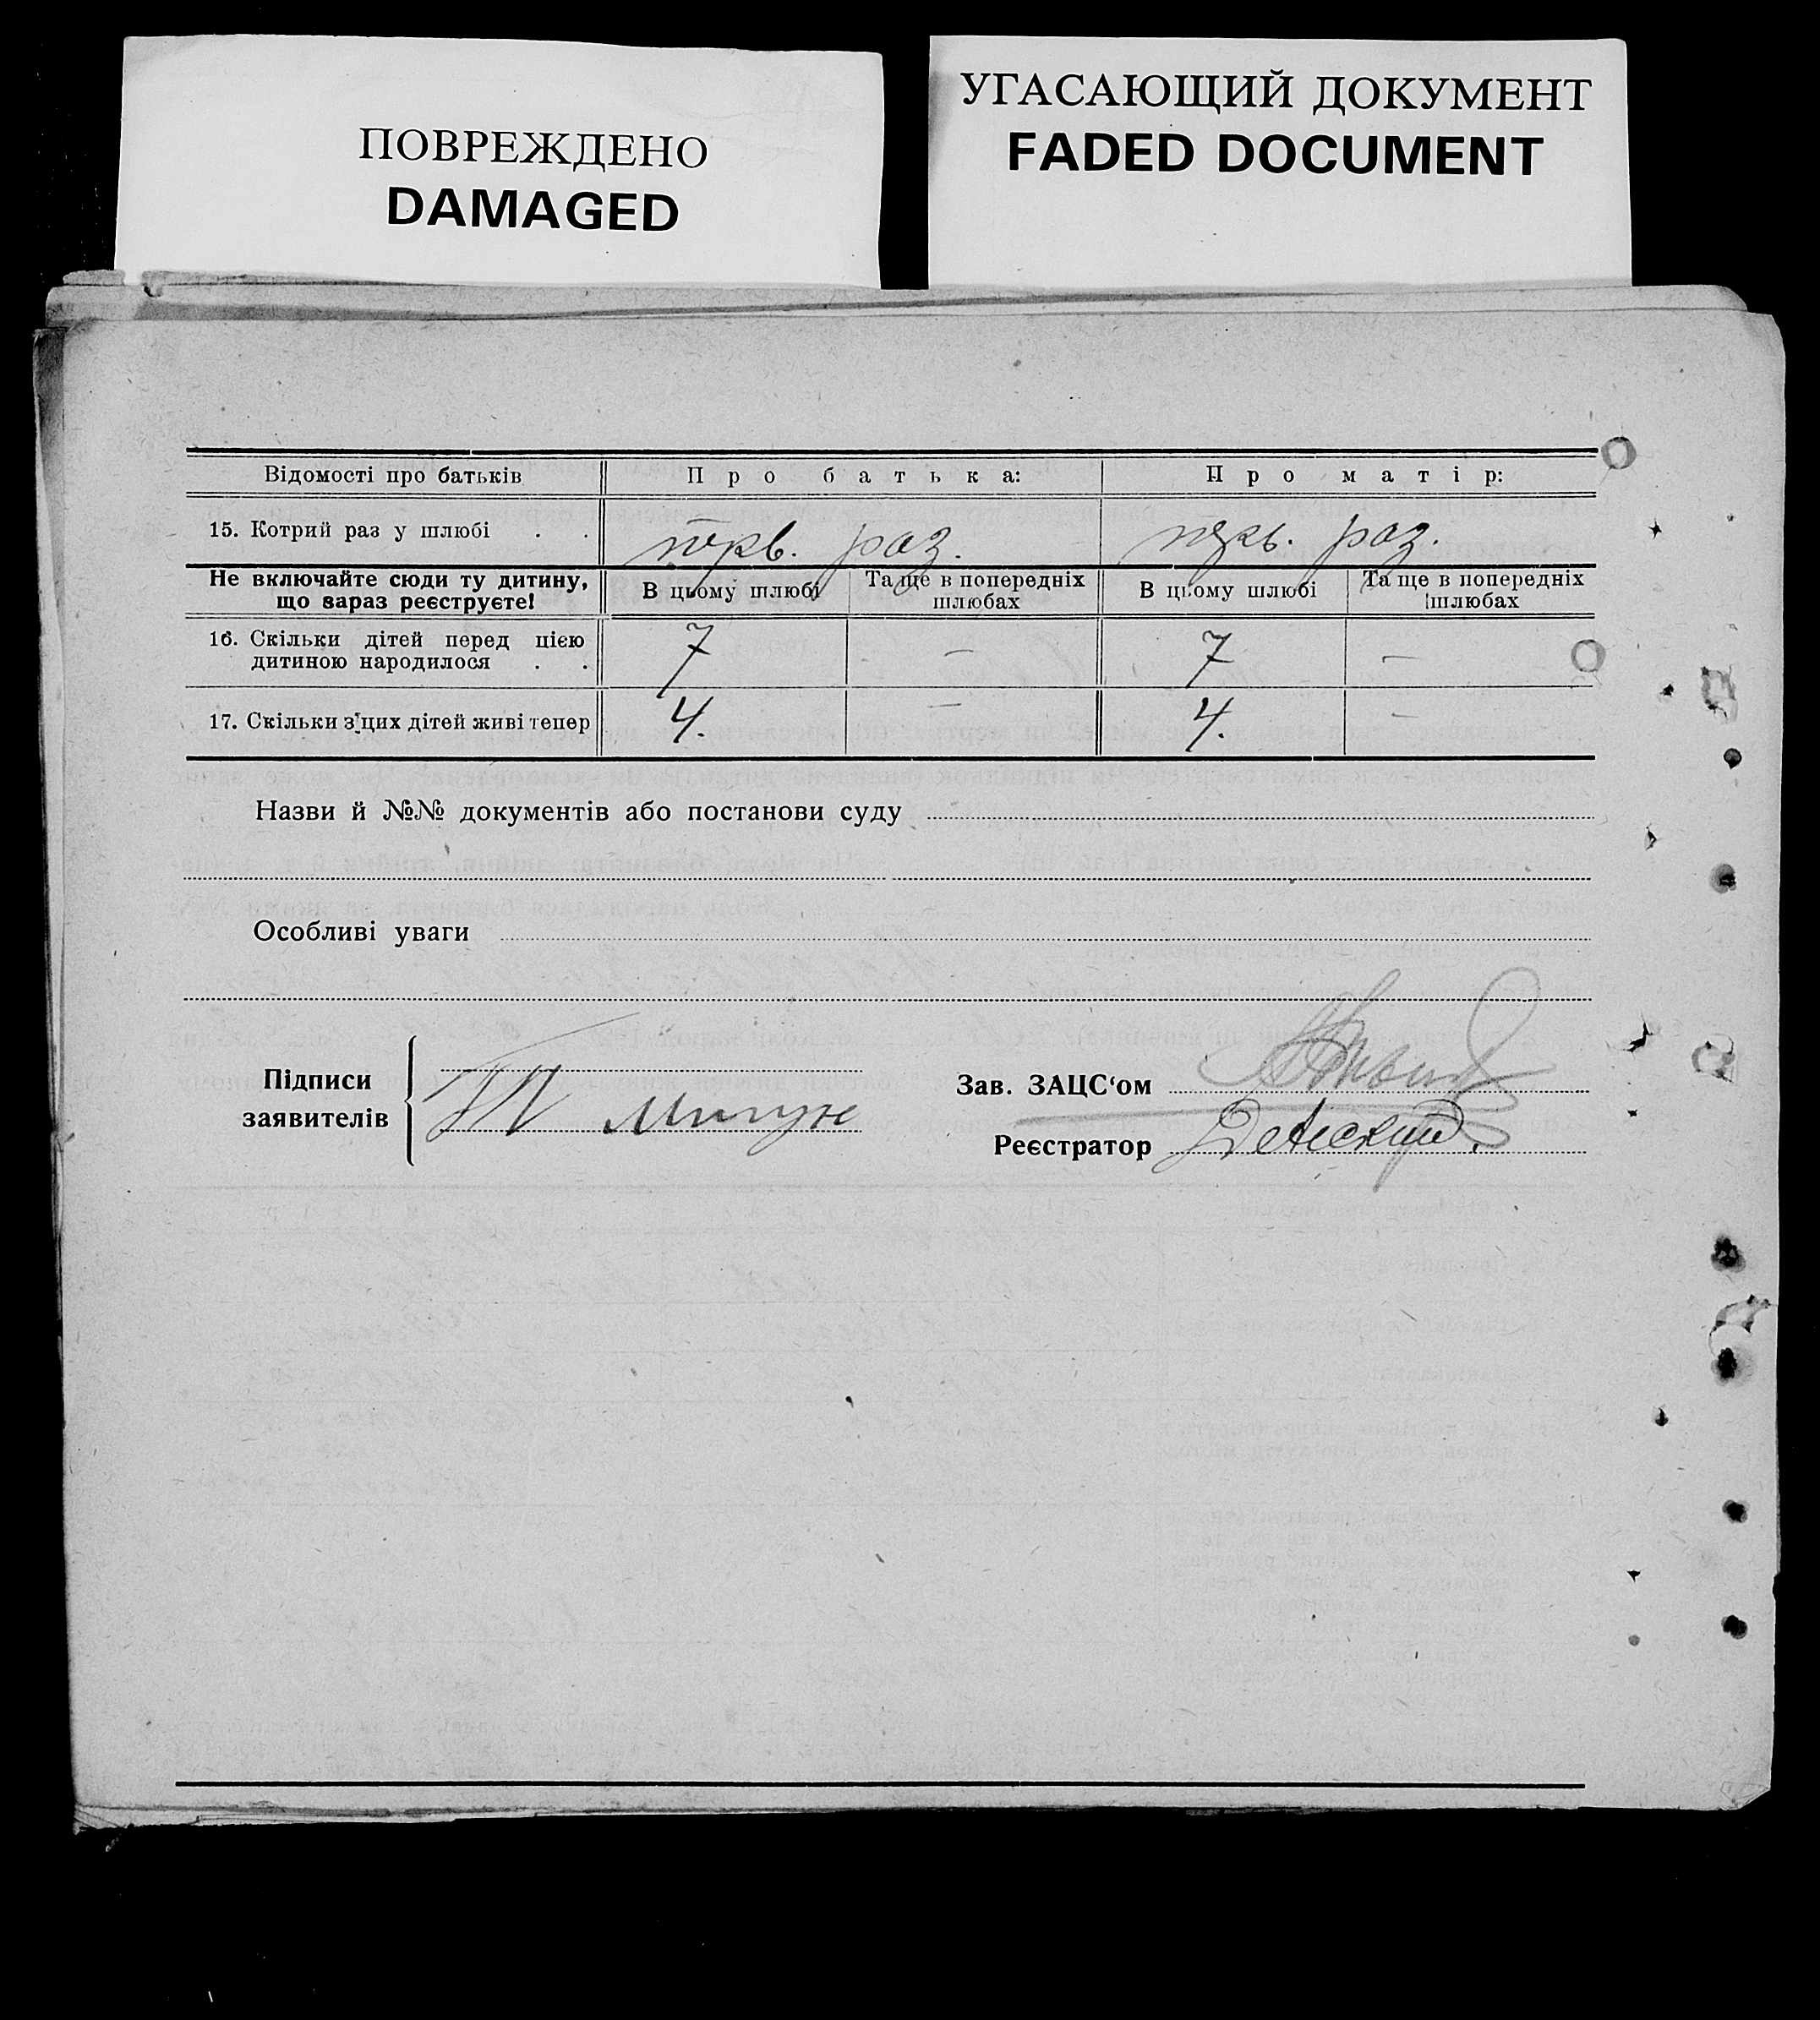 ПОВРЕЖДЕНО
DAMAGED
УГАСАЮЩИЙ ДОКУМЕНТ
FADED DOCUMENT
Відомості про батьків Про батька: Про матір:
15. Котрий раз у шлюбі . . перв. раз. перв. раз.
Не включайте сюди ту дитину, що зараз реєструєте! В цьому шлюбі Та ще в попередніх шлюбах В цьому шлюбі Та ще в попередніх шлюбах
16. Скільки дітей перед цією
дитиною народилося . . 7 — 7 —
17. Скільки з цих дітей живі тепер 4. — 4. —
Назви й №№ документів або постанови суду
Особливі уваги
Підписи
заявителів
Зав. ЗАЦС‘ом
Реєстратор